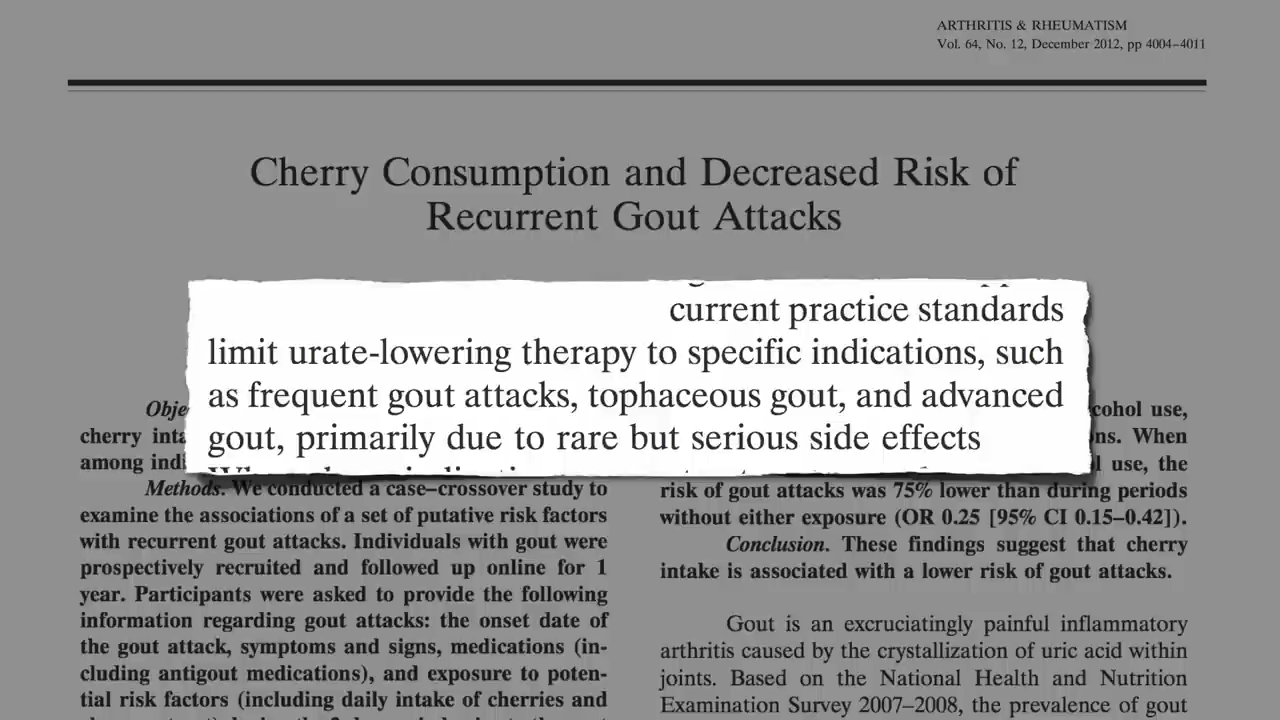 ARTHRITIS & RHEUMATISM
Vol. 64, No. 12, December 2012, pp 4004–4011
Cherry Consumption and Decreased Risk of
Recurrent Gout Attacks
current practice standards
limit urate-lowering therapy to specific indications, such
as frequent gout attacks, tophaceous gout, and advanced
gout, primarily due to rare but serious side effects
cherry
among
Methods. We conducted a case–crossover study to
examine the associations of a set of putative risk factors
with recurrent gout attacks. Individuals with gout were
prospectively recruited and followed up online for 1
year. Participants were asked to provide the following
information regarding gout attacks: the onset date of
the gout attack, symptoms and signs, medications (in-
cluding antigout medications), and exposure to poten-
tial risk factors (including daily intake of cherries and
use,
When
use, the
risk of gout attacks was 75% lower than during periods
without either exposure (OR 0.25 [95% CI 0.15–0.42]).
Conclusion. These findings suggest that cherry
intake is associated with a lower risk of gout attacks.
Gout is an excruciatingly painful inflammatory
arthritis caused by the crystallization of uric acid within
joints. Based on the National Health and Nutrition
Examination Survey 2007–2008, the prevalence of gout